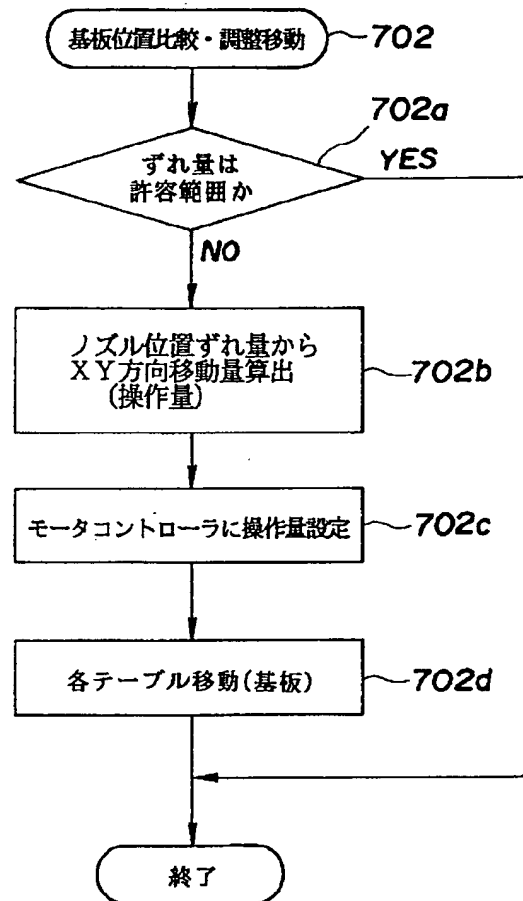 基板位置比較・調整移動
702
702a
ずれ量は
許容範囲か
YES
NO
ノズル位置ずれ量から
XY方向移動量算出
(操作量)
702b
モータコントローラに操作量設定
702c
各テーブル移動(基板)
702d
終了